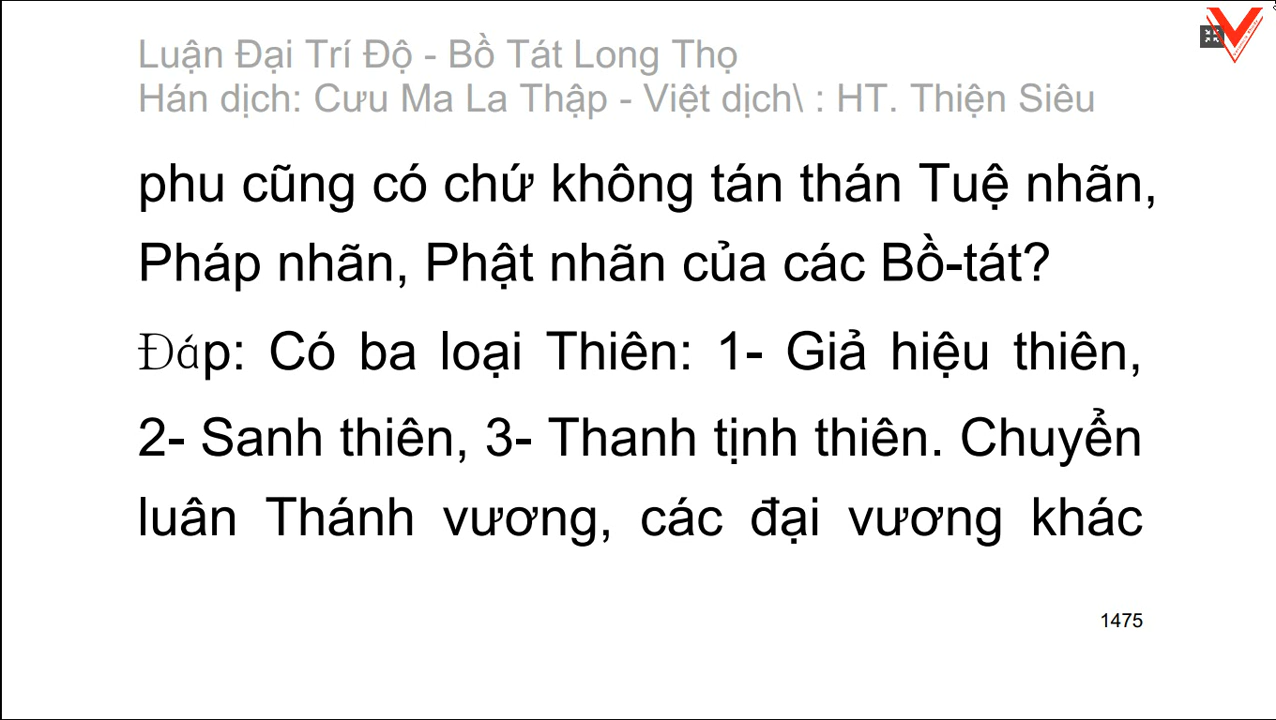 Luận Đại Trí Độ - Bồ Tát Long Thọ
Hán dịch: Cưu Ma La Thập - Việt dịch\ : HT. Thiện Siêu
phu cũng có chứ không tán thán Tuệ nhãn,
Pháp nhãn, Phật nhãn của các Bồ-tát?
Đáp: Có ba loại Thiên: 1- Giả hiệu thiên,
2- Sanh thiên, 3- Thanh tịnh thiên. Chuyển
luân Thánh vương, các đại vương khác
1475